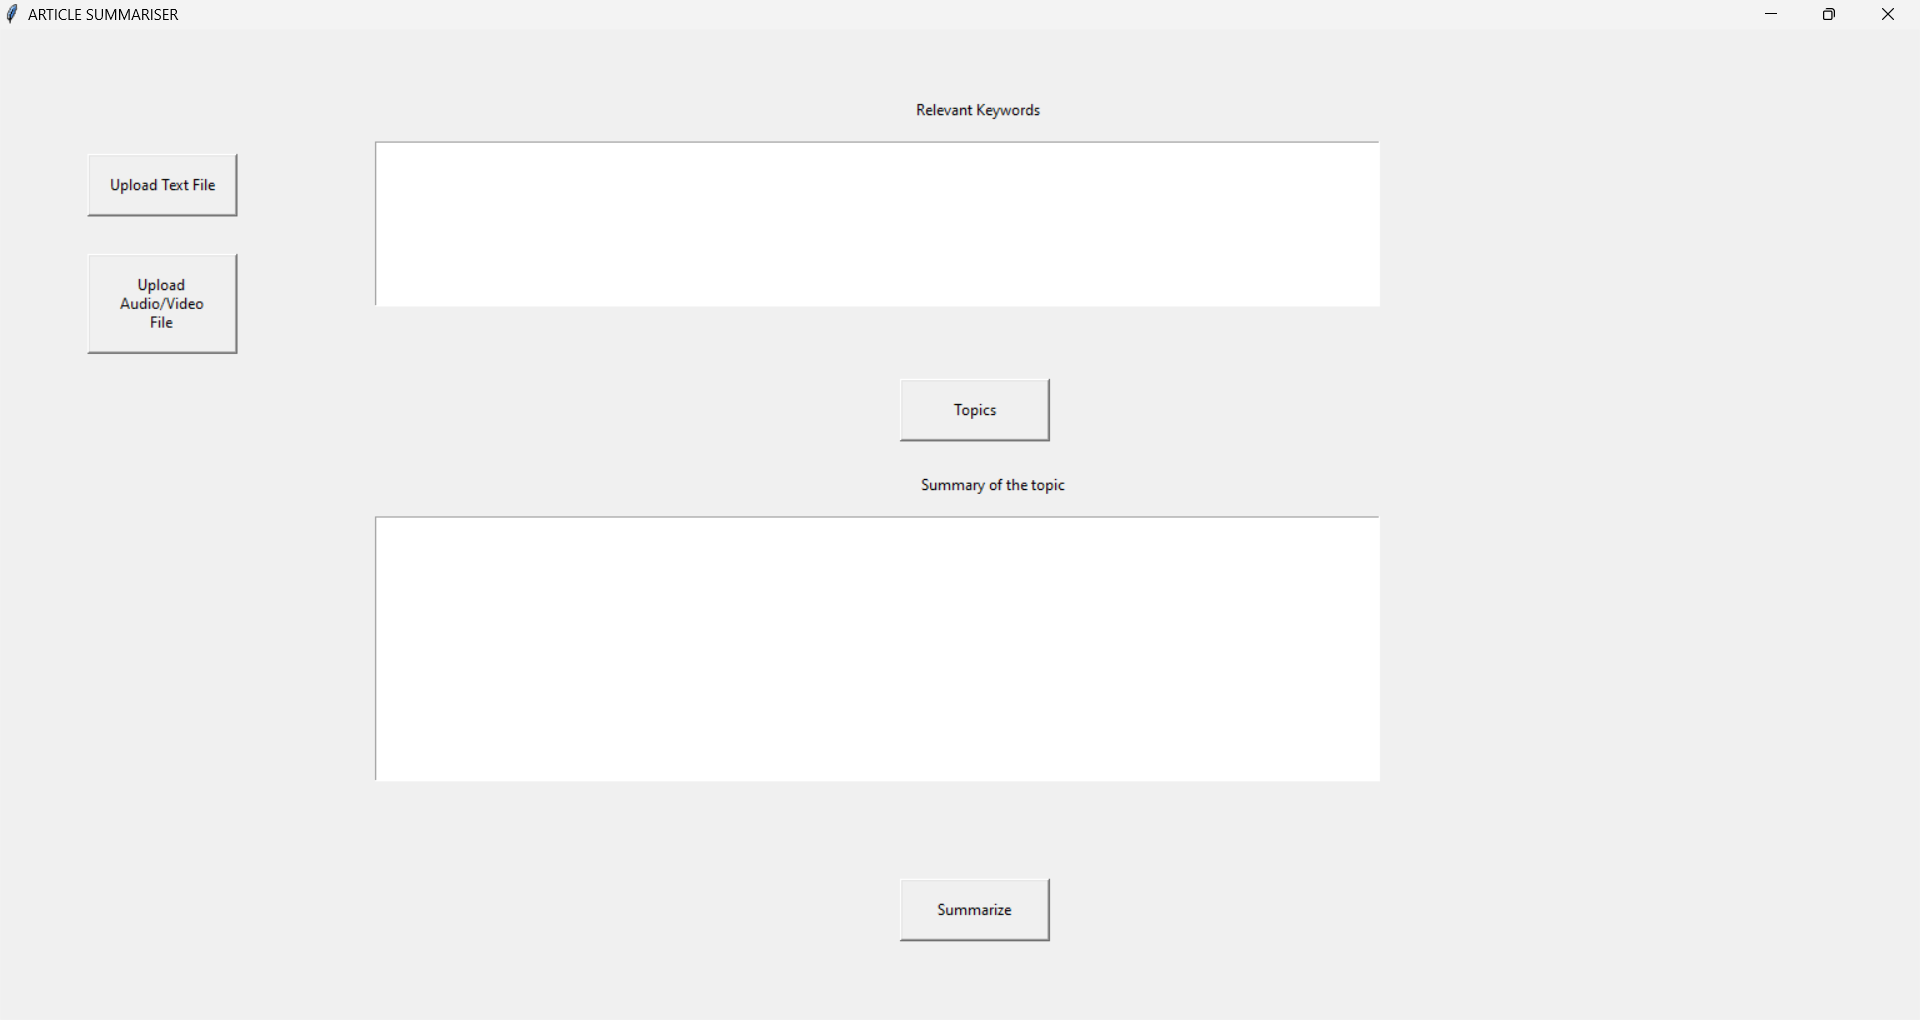 ARTICLE SUMMARISER
Relevant Keywords
Upload Text File
Upload
Audio/Video
File
Topics
Summary of the topic
Summarize